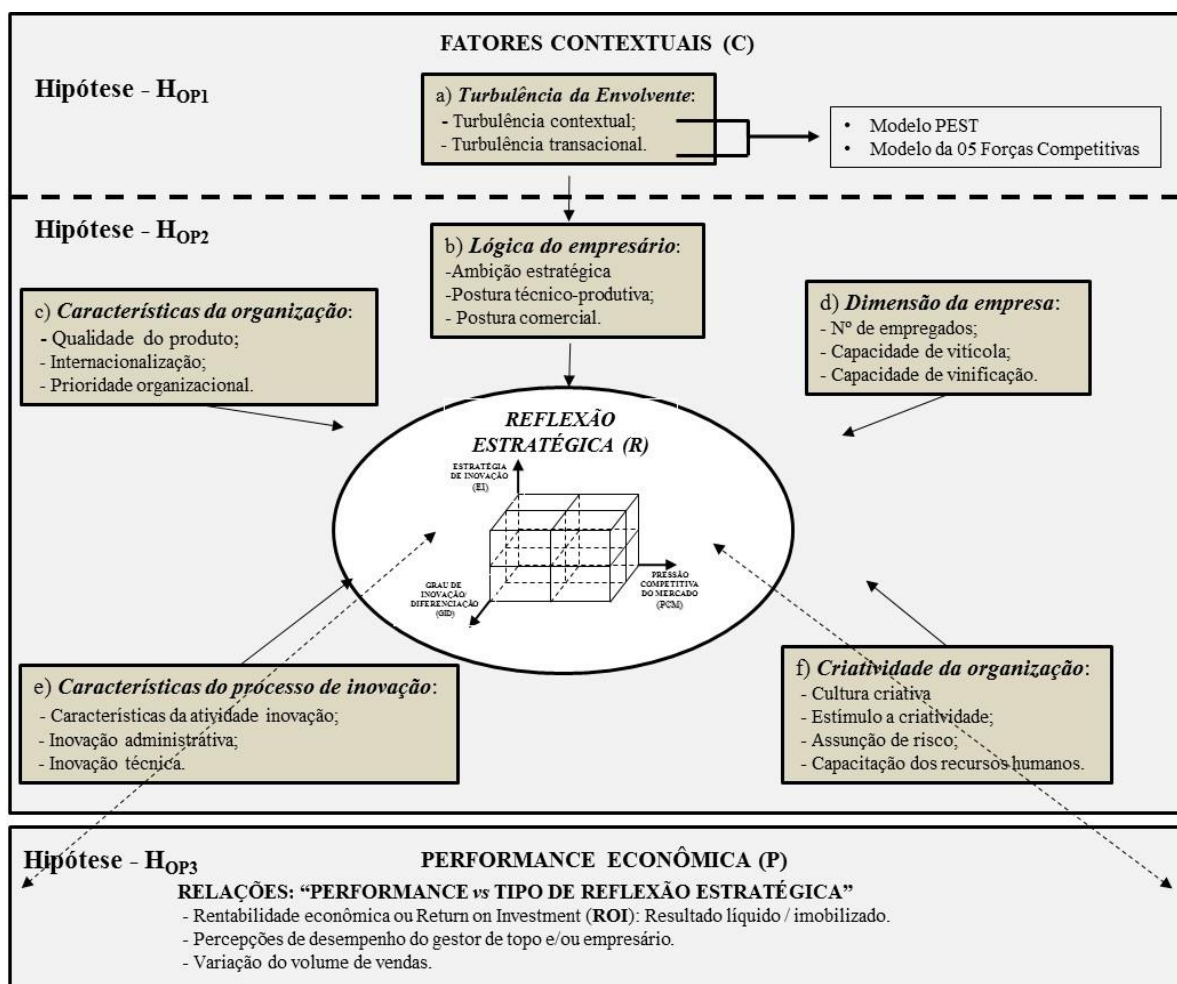 FATORES CONTEXTUAIS (C)
Hipótese - HOP1
a) Turbulência da Envolvente:
- Turbulência contextual;
- Turbulência transacional.
• Modelo PEST
• Modelo da 05 Forças Competitivas
Hipótese - HOP2
b) Lógica do empresário:
-Ambição estratégica
-Postura técnico-produtiva;
- Postura comercial.
c) Características da organização:
- Qualidade do produto;
- Internacionalização;
- Prioridade organizacional.
d) Dimensão da empresa:
- Nº de empregados;
- Capacidade de vitícola;
- Capacidade de vinificação.
REFLEXÃO
ESTRATÉGICA (R)
ESTRATÉGIA
DE INOVAÇÃO
(EI)
GRAU DE
INOVAÇÃO/
DIFERENCIAÇÃO
(GID)
PRESSÃO
COMPETITIVA
DO MERCADO
(PCM)
e) Características do processo de inovação:
- Características da atividade inovação;
- Inovação administrativa;
- Inovação técnica.
f) Criatividade da organização:
- Cultura criativa
- Estímulo a criatividade;
- Assunção de risco;
- Capacitação dos recursos humanos.
Hipótese - HOP3
PERFORMANCE ECONÔMICA (P)
RELAÇÕES: “PERFORMANCE vs TIPO DE REFLEXÃO ESTRATÉGICA”
- Rentabilidade econômica ou Return on Investment (ROI): Resultado líquido / imobilizado.
- Percepções de desempenho do gestor de topo e/ou empresário.
- Variação do volume de vendas.